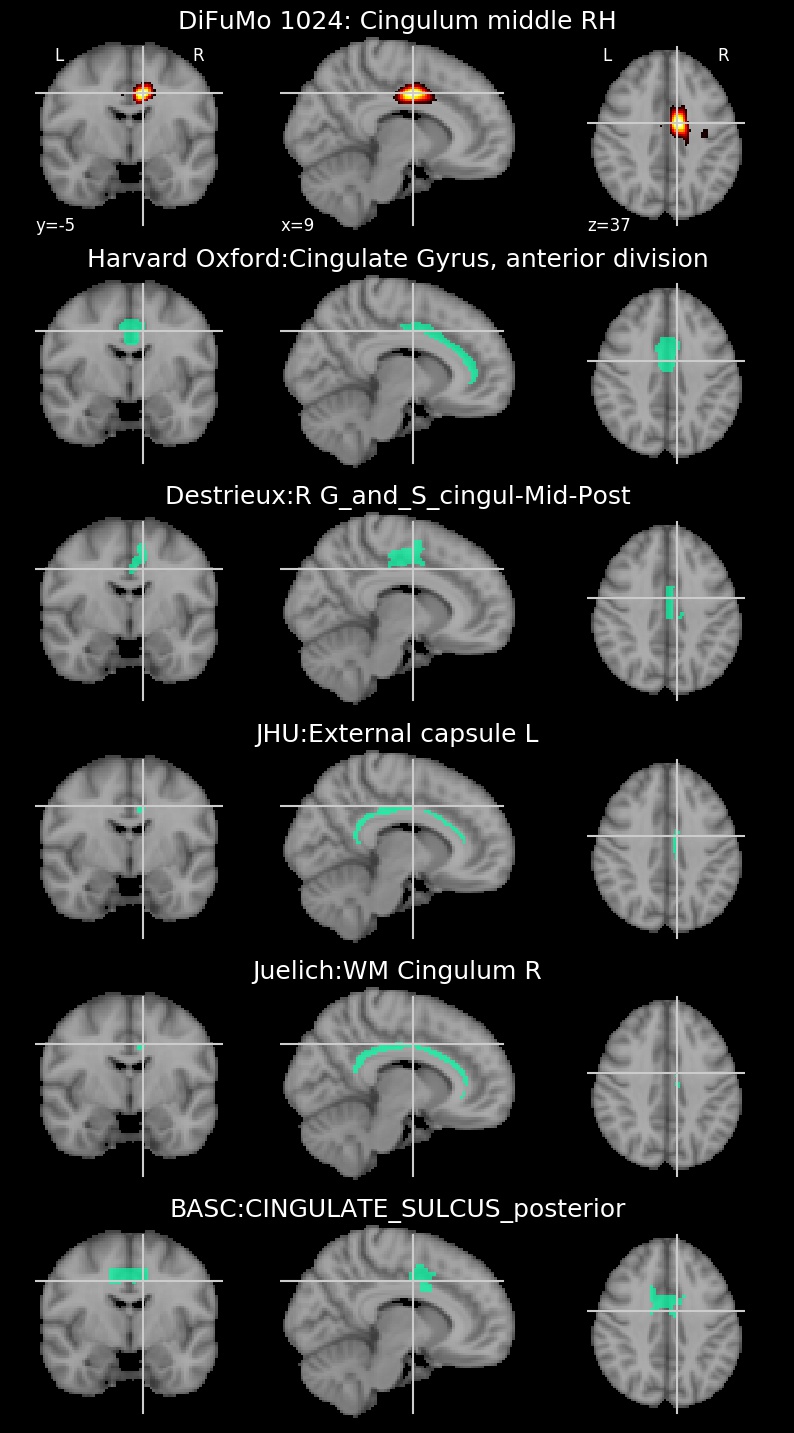 DiFuMo 1024: Cingulum middle RH
L R L R
y=-5 x=9 z=37
Harvard Oxford:Cingulate Gyrus, anterior division
Destrieux:R G_and_S_cingul-Mid-Post
JHU:External capsule L
Juelich:WM Cingulum R
BASC:CINGULATE_SULCUS_posterior